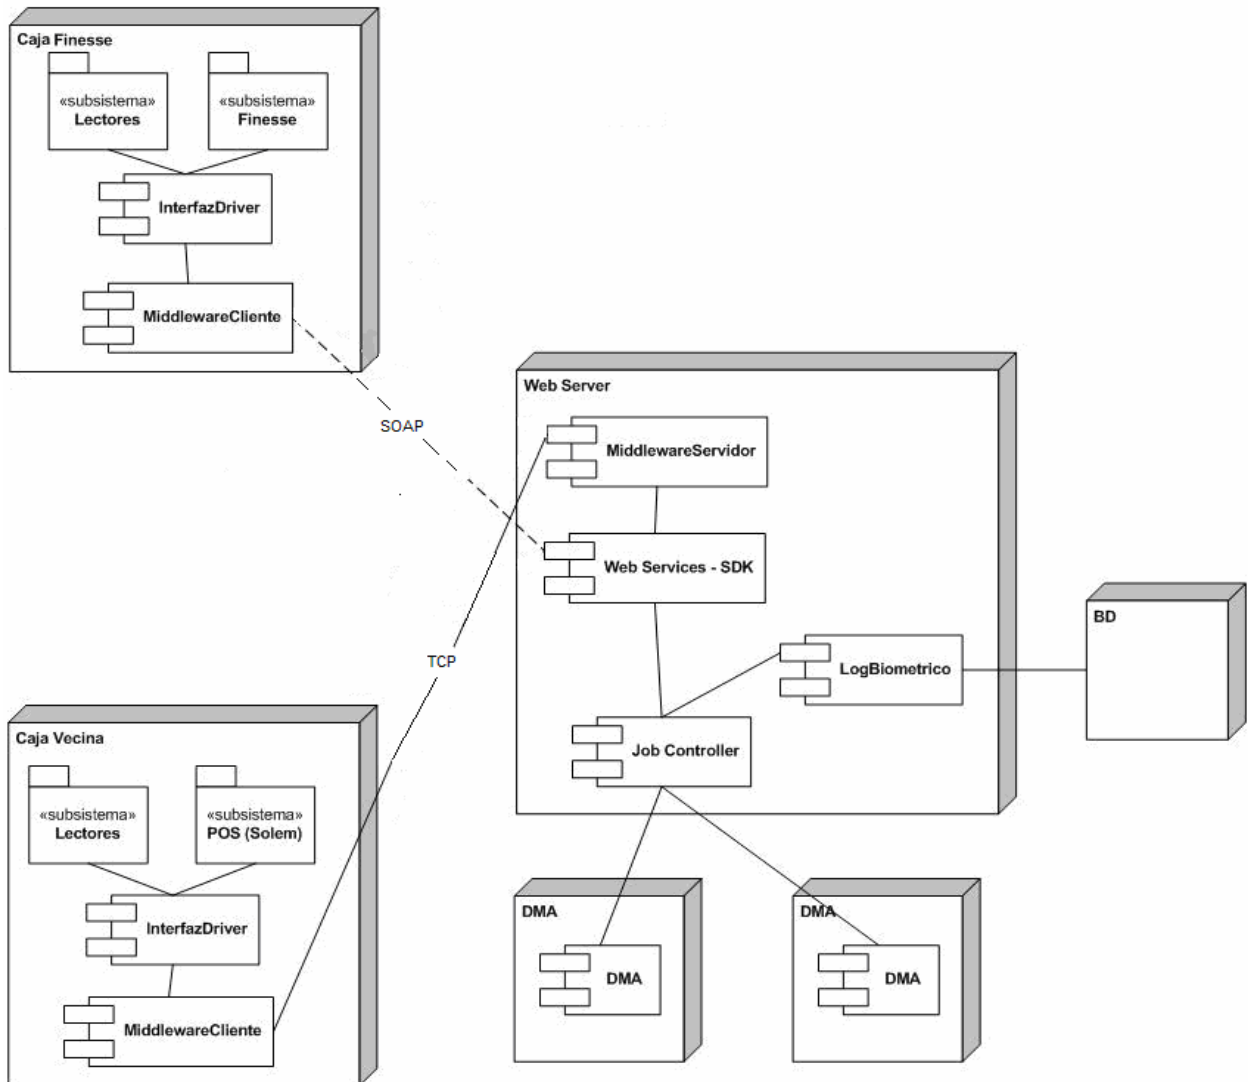 Caja Finesse
«subsistema»
Lectores
«subsistema»
Finesse
InterfazDriver
MiddlewareCliente
SOAP
Web Server
MiddlewareServidor
Web Services - SDK
LogBiometrico
BD
TCP
Job Controller
Caja Vecina
«subsistema»
Lectores
«subsistema»
POS (Solem)
InterfazDriver
MiddlewareCliente
DMA
DMA
DMA
DMA